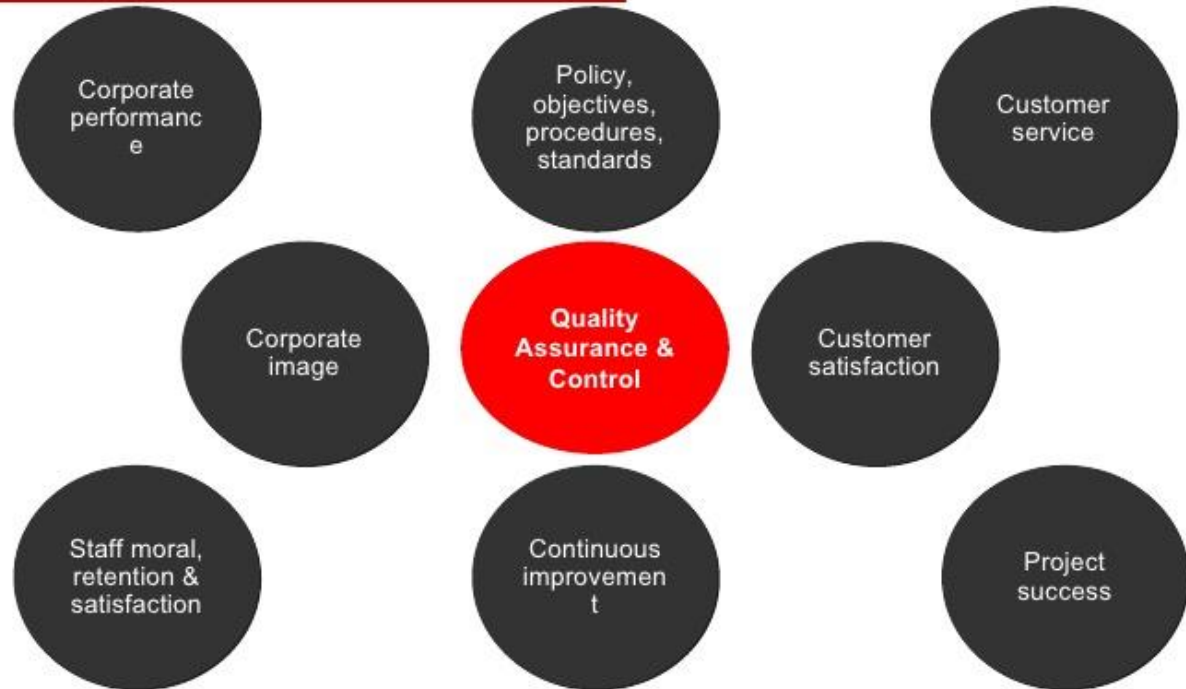 Corporate
performanc
e
Policy,
objectives,
procedures,
standards
Customer
service
Corporate
image
Quality
Assurance &
Control
Customer
satisfaction
Staff moral,
retention &
satisfaction
Continuous
improvemen
t
Project
success